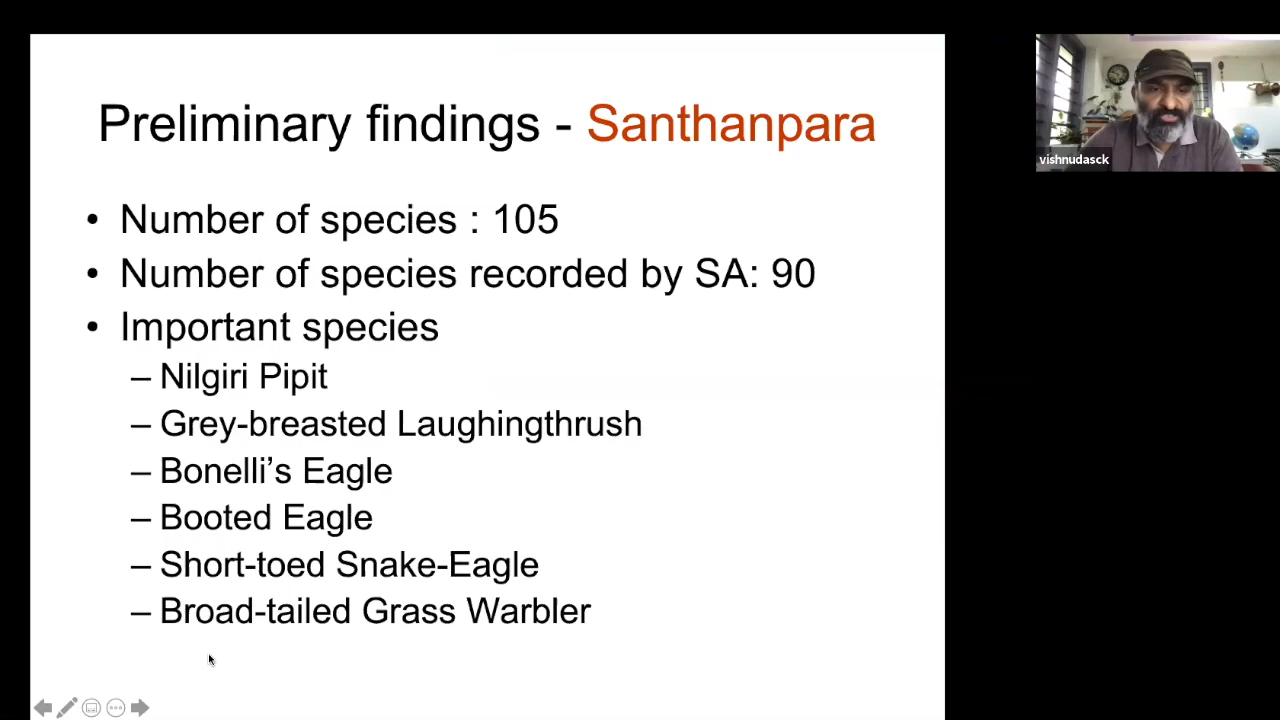 Preliminary findings - Santhanpara
• Number of species : 105
• Number of species recorded by SA: 90
• Important species
– Nilgiri Pipit
– Grey-breasted Laughingthrush
– Bonelli’s Eagle
– Booted Eagle
– Short-toed Snake-Eagle
– Broad-tailed Grass Warbler
vishnudasck